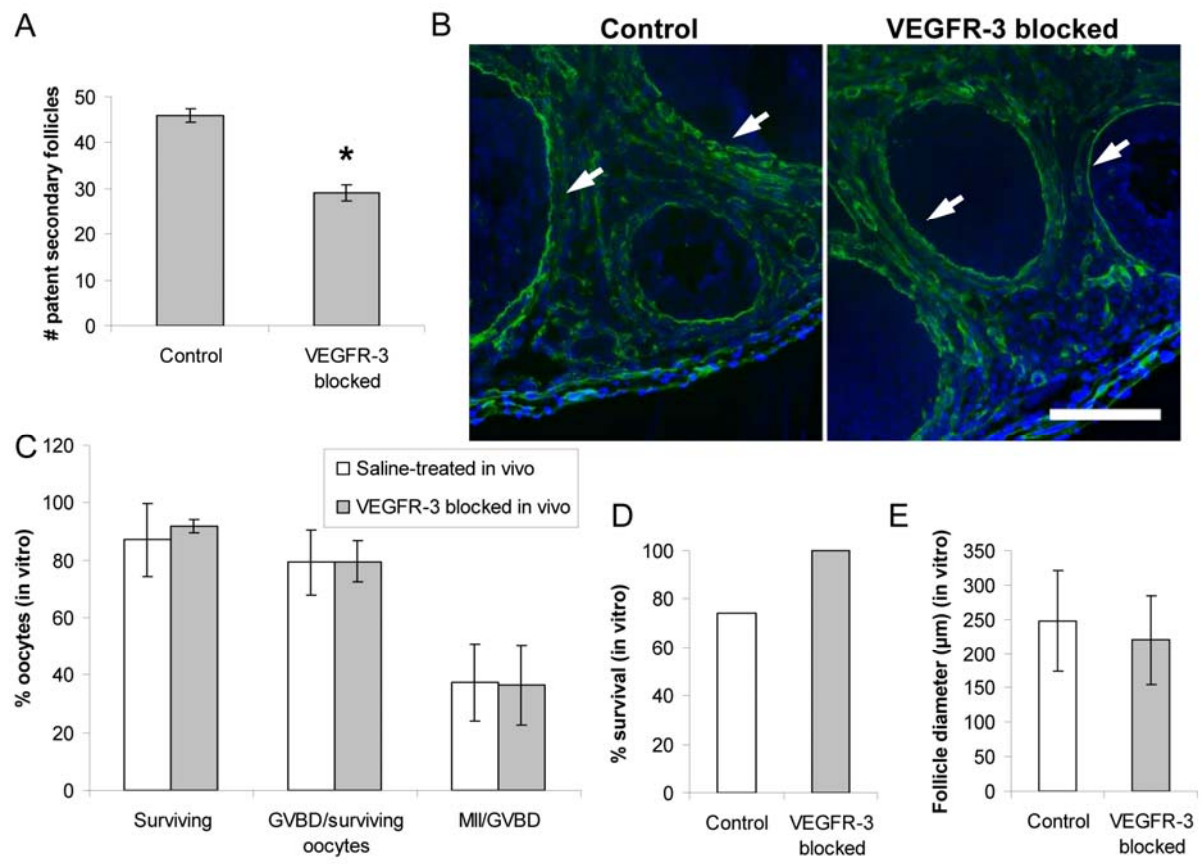 A
# patent secondary follicles
50
40
30
20
10
0
*
Control
VEGFR-3
blocked
B
Control
VEGFR-3 blocked
C
% oocytes (in vitro)
120
100
80
60
40
20
0
Saline-treated in vivo
VEGFR-3 blocked in vivo
Surviving
GVBD/surviving
oocytes
MII/GVBD
D
% survival (in vitro)
100
80
60
40
20
0
Control
VEGFR-3
blocked
E
Follicle diameter (µm) (in vitro)
350
300
250
200
150
100
50
0
Control
VEGFR-3
blocked